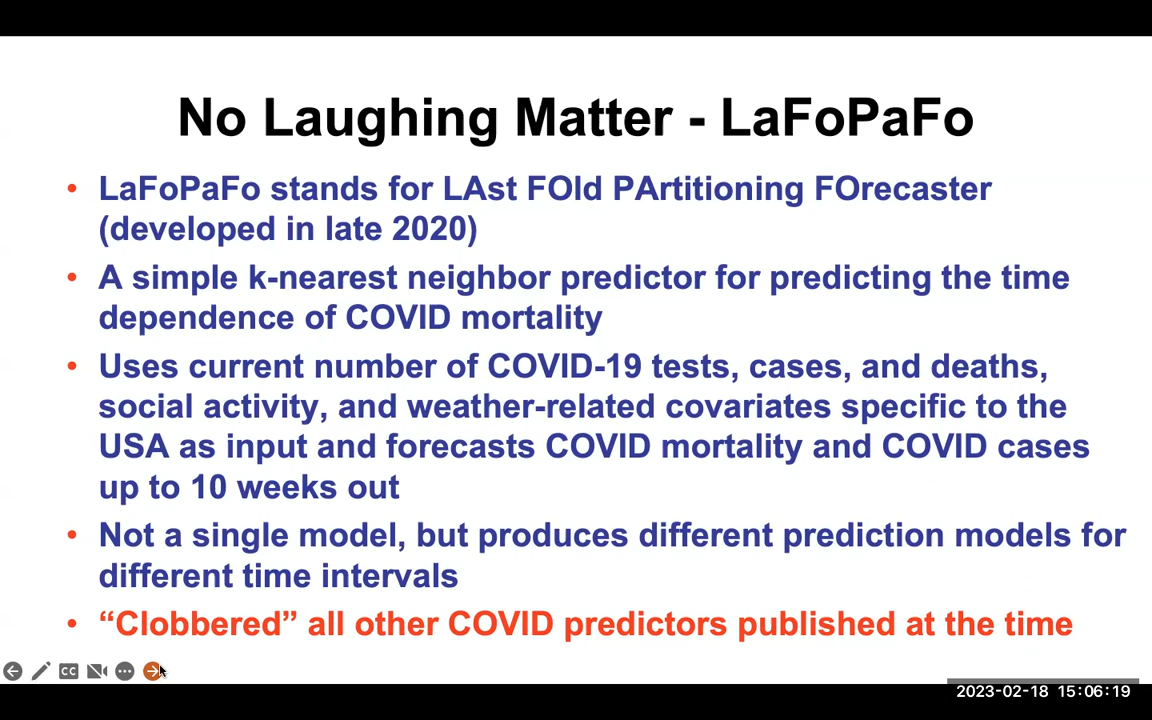 No Laughing Matter - LaFoPaFo
• LaFoPaFo stands for LAst FOld PArtitioning FOrecaster
(developed in late 2020)
• A simple k-nearest neighbor predictor for predicting the time
dependence of COVID mortality
• Uses current number of COVID-19 tests, cases, and deaths,
social activity, and weather-related covariates specific to the
USA as input and forecasts COVID mortality and COVID cases
up to 10 weeks out
• Not a single model, but produces different prediction models for
different time intervals
• “Clobbered” all other COVID predictors published at the time
CC
2023-02-18 15:06:19